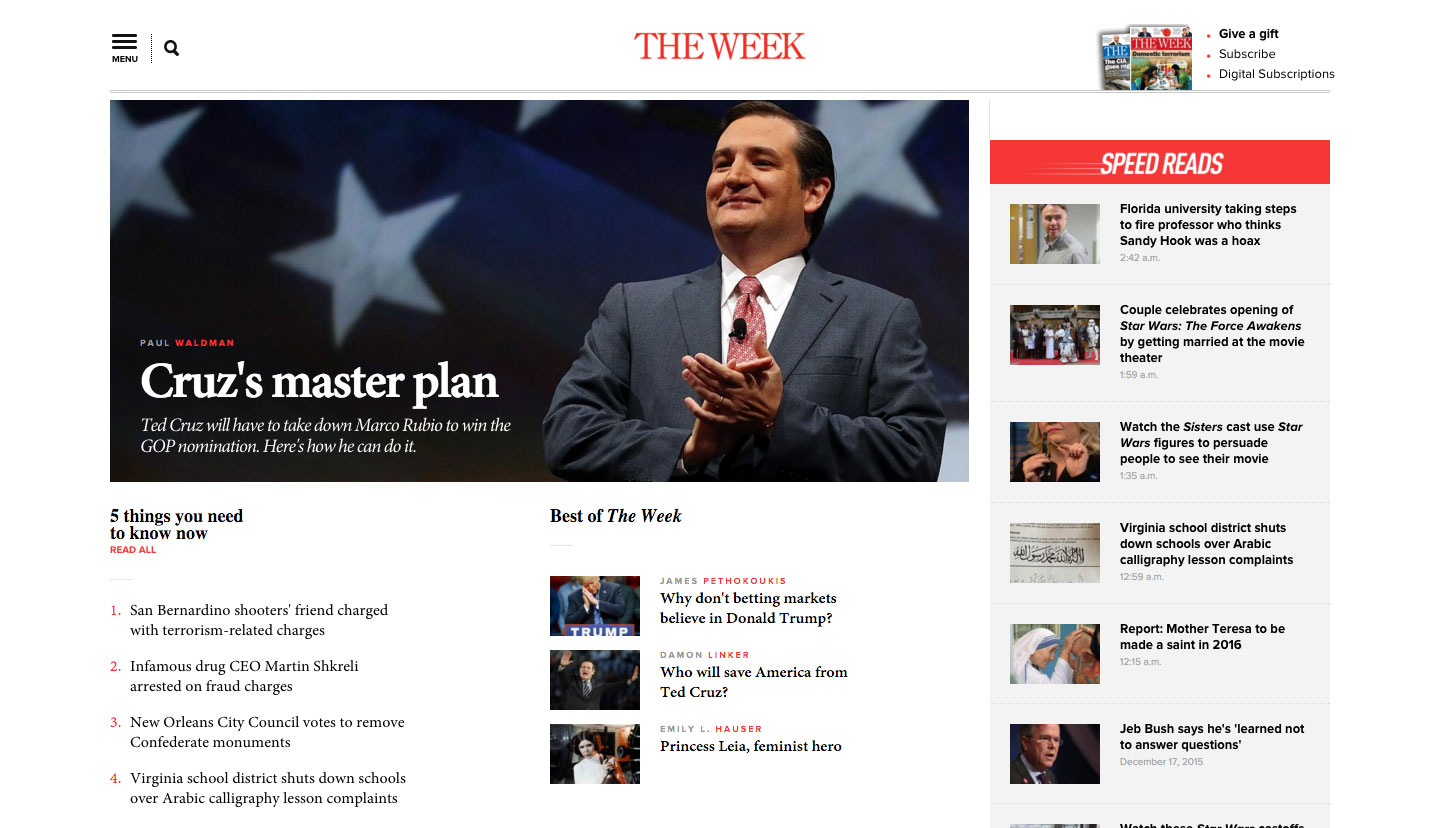 MENU
THE WEEK
THE
The CIA
THE WEEK
Domestic terrorism
Give a gift
Subscribe
Digital Subscriptions
PAUL WALDMAN
Cruz's master plan
Ted Cruz will have to take down Marco Rubio to win the
GOP nomination. Here's how he can do it.
5 things you need
to know now
READ ALL
1. San Bernardino shooters' friend charged
with terrorism-related charges
2. Infamous drug CEO Martin Shkreli
arrested on fraud charges
3. New Orleans City Council votes to remove
Confederate monuments
4. Virginia school district shuts down schools
over Arabic calligraphy lesson complaints
Best of The Week
TRUMP
JAMES PETHOKOUKIS
Why don't betting markets
believe in Donald Trump?
DAMON LINKER
Who will save America from
Ted Cruz?
EMILY L. HAUSER
Princess Leia, feminist hero
SPEED READS
Florida university taking steps
to fire professor who thinks
Sandy Hook was a hoax
2:42 a.m.
Couple celebrates opening of
Star Wars: The Force Awakens
by getting married at the movie
theater
1:59 a.m.
Watch the Sisters cast use Star
Wars figures to persuade
people to see their movie
1:35 a.m.
Virginia school district shuts
down schools over Arabic
calligraphy lesson complaints
12:59 a.m.
Report: Mother Teresa to be
made a saint in 2016
12:15 a.m.
Jeb Bush says he's 'learned not
to answer questions'
December 17, 2015
Watch these Star Wars castoffs